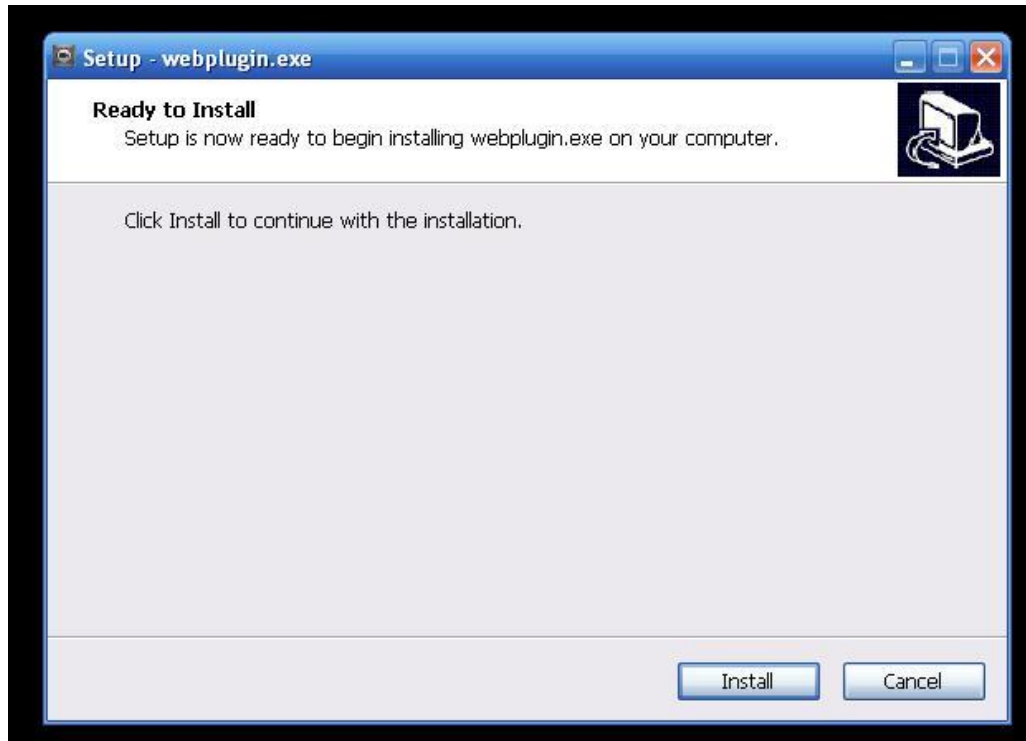 Setup - webplugin.exe
Ready to Install
Setup is now ready to begin installing webplugin.exe on your computer.
Click Install to continue with the installation.
Install
Cancel